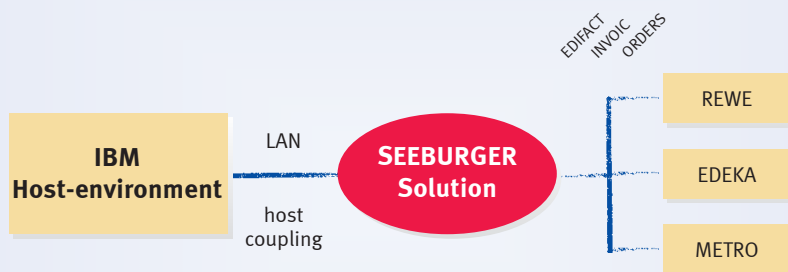 EDIFACT
INVOIC
ORDERS
IBM
Host-environment
LAN
host
coupling
SEEBURGER
Solution
REWE
EDEKA
METRO